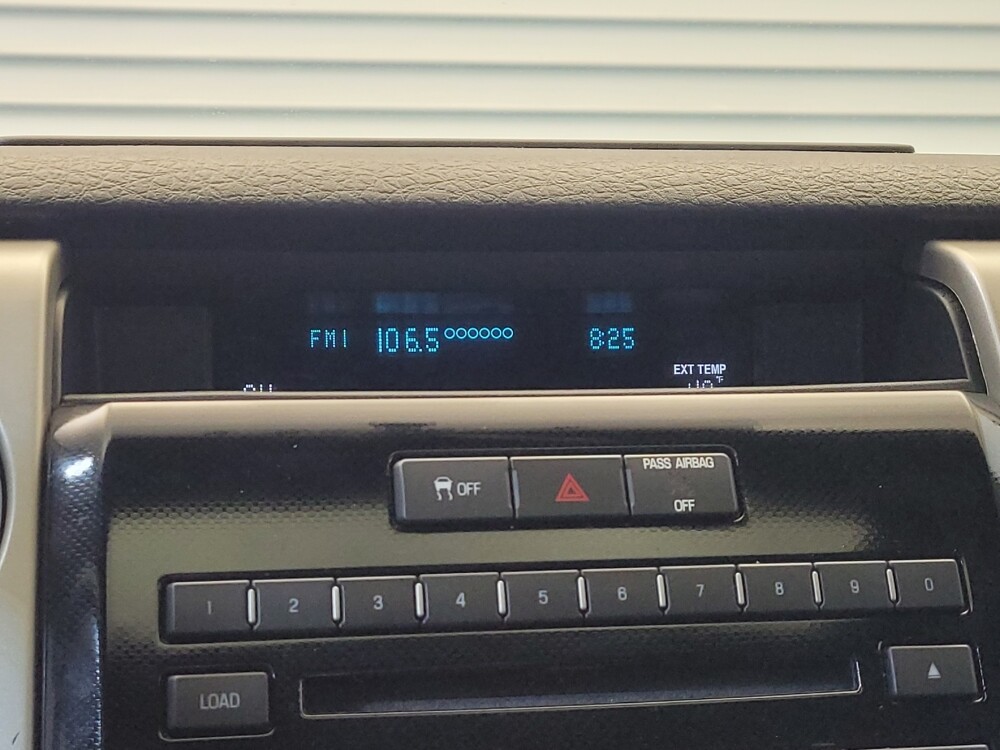 FM1 106.5 8:25
EXT TEMP
°F
OFF
PASS AIRBAG
OFF
1 2 3 4 5 6 7 8 9 0
LOAD